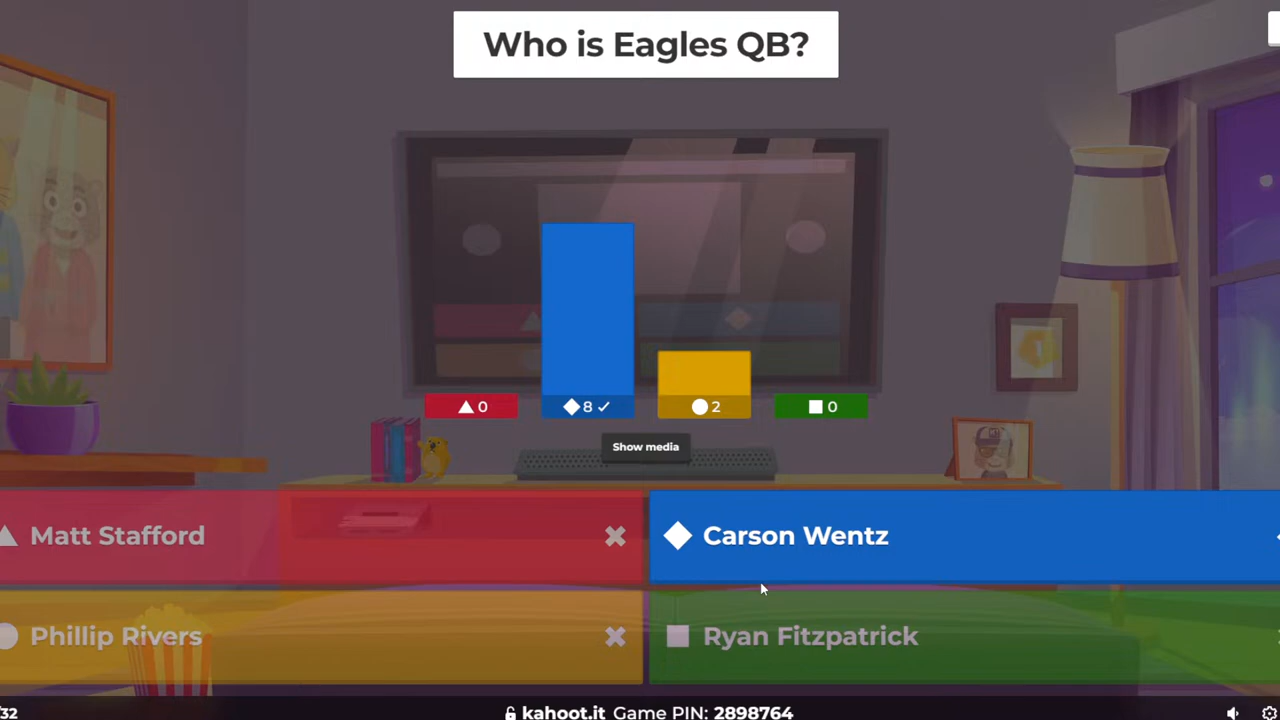 Who is Eagles QB?
0
8
2
0
Show media
Matt Stafford
Carson Wentz
Phillip Rivers
Ryan Fitzpatrick
/32
kahoot.it Game PIN: 2898764